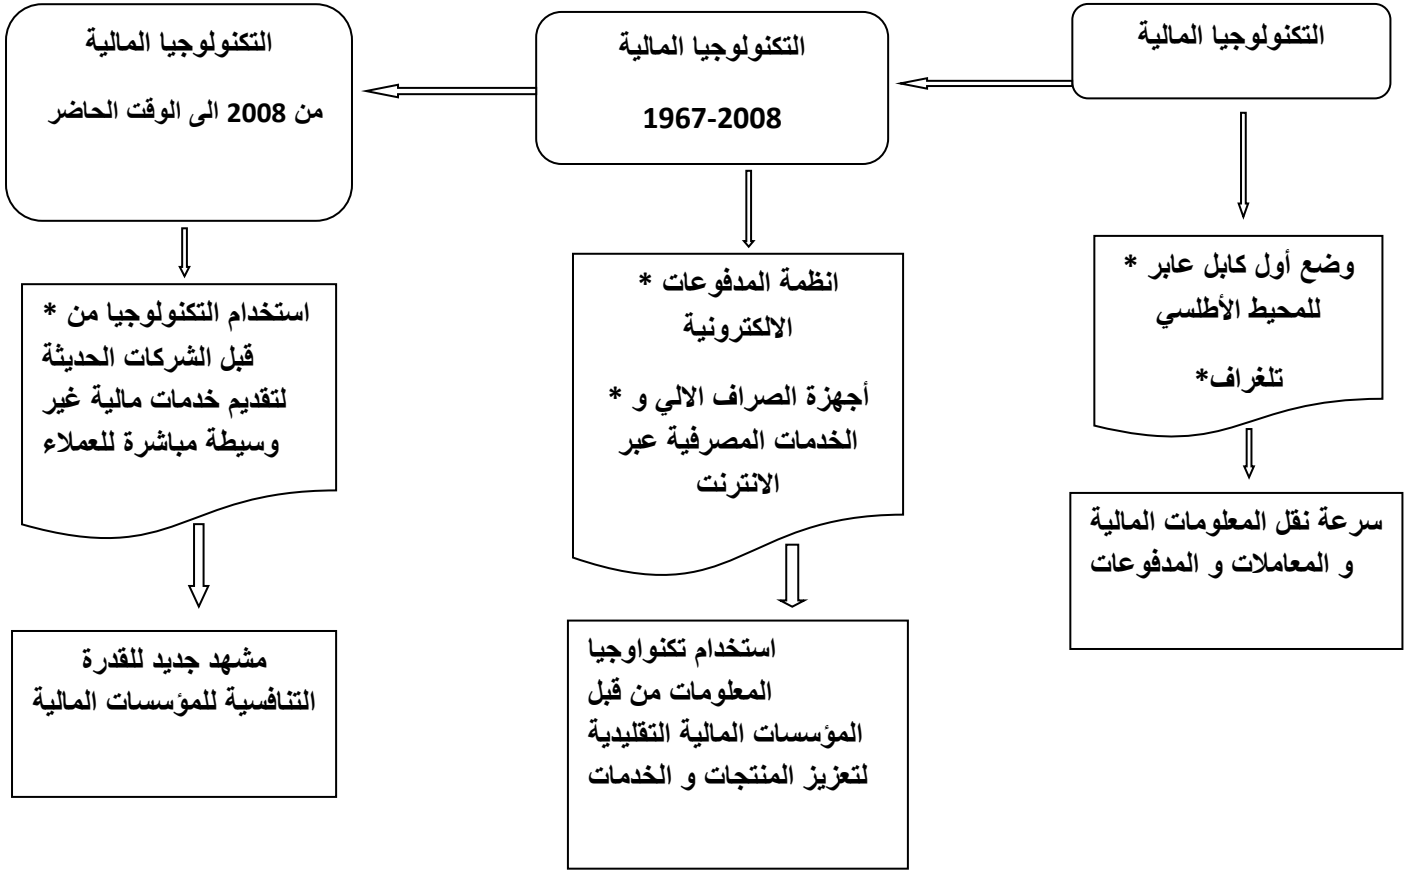 التكنولوجيا المالية
وضع أول كابل عابر *
للمحيط الأطلسي
تلغراف*
سرعة نقل المعلومات المالية
و المعاملات و المدفوعات
التكنولوجيا المالية
1967-2008
انظمة المدفوعات *
الالكترونية
أجهزة الصراف الالي و *
الخدمات المصرفية عبر
الانترنت
استخدام تكنواوجيا
المعلومات من قبل
المؤسسات المالية التقليدية
لتعزيز المنتجات و الخدمات
التكنولوجيا المالية
من 2008 الى الوقت الحاضر
استخدام التكنولوجيا من *
قبل الشركات الحديثة
لتقديم خدمات مالية غير
وسيطة مباشرة للعملاء
مشهد جديد للقدرة
التنافسية للمؤسسات المالية